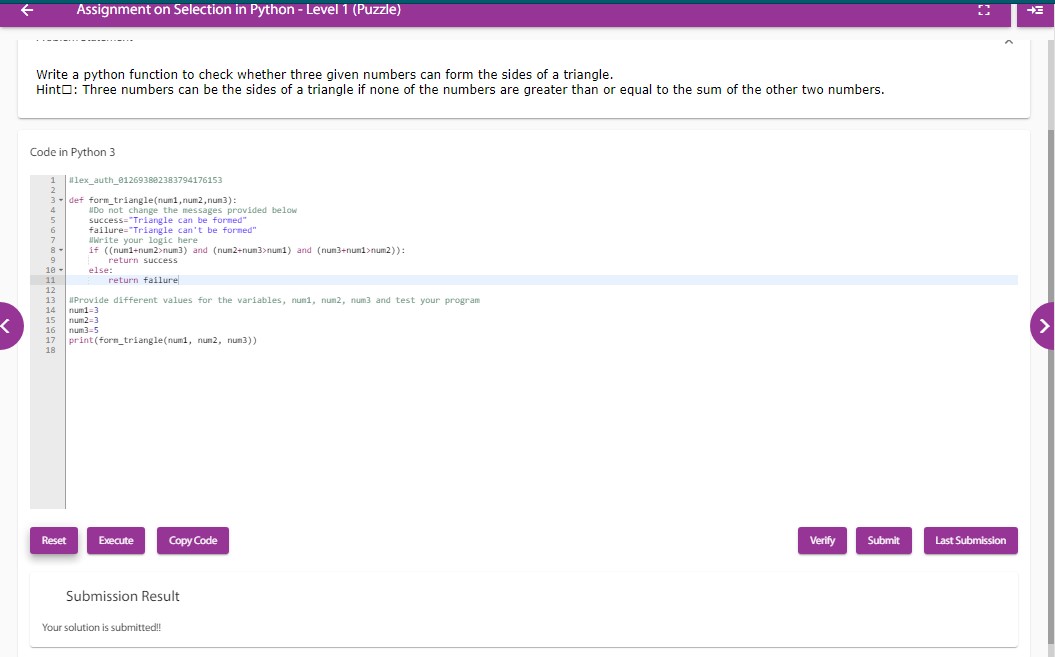 Assignment on Selection in Python - Level 1 (Puzzle)
Problem Statement
Write a python function to check whether three given numbers can form the sides of a triangle.
Hint□: Three numbers can be the sides of a triangle if none of the numbers are greater than or equal to the sum of the other two numbers.
Code in Python 3
1 #lex_auth_012693802383794176153
2
3 def form_triangle(num1,num2,num3):
4 #Do not change the messages provided below
5 success="Triangle can be formed"
6 failure="Triangle can't be formed"
7 #Write your logic here
8 if ((num1+num2>num3) and (num2+num3>num1) and (num3+num1>num2)):
9 return success
10 else:
11 return failure
12
13 #Provide different values for the variables, num1, num2, num3 and test your program
14 num1=3
15 num2=3
16 num3=5
17 print(form_triangle(num1, num2, num3))
18
Reset Execute Copy Code Verify Submit Last Submission
Submission Result
Your solution is submitted!!